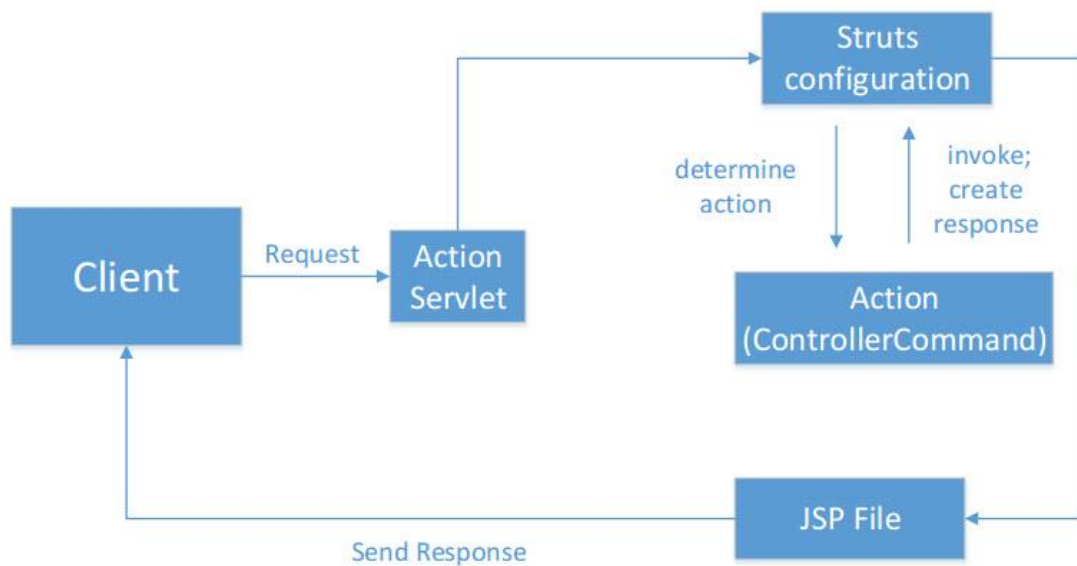 Struts
configuration
determine
action
invoke;
create
response
Client
Request
Action
Servlet
Action
(ControllerCommand)
JSP File
Send Response